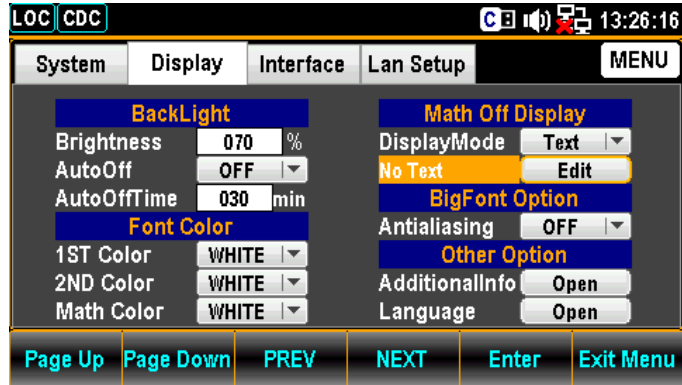 LOC CDC C 13:26:16
System Display Interface Lan Setup MENU
BackLight
Brightness 070 %
AutoOff OFF
AutoOffTime 030 min
Font Color
1ST Color WHITE
2ND Color WHITE
Math Color WHITE
Math Off Display
DisplayMode Text
No Text Edit
BigFont Option
Antialiasing OFF
Other Option
AdditionalInfo Open
Language Open
Page Up Page Down PREV NEXT Enter Exit Menu